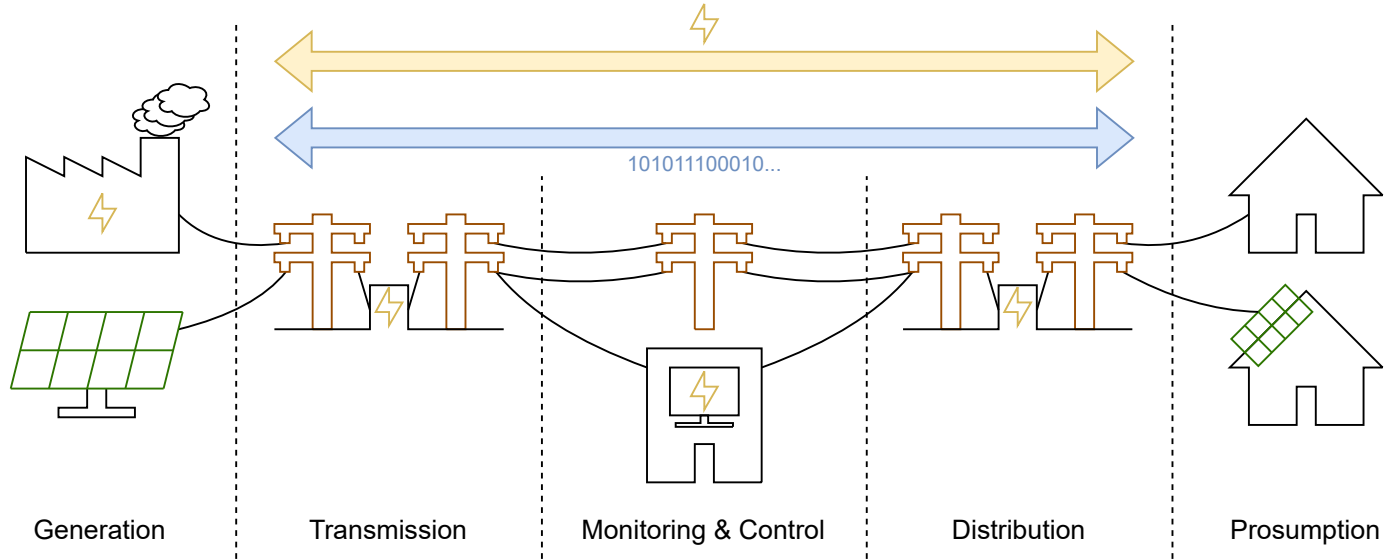 101011100010...
Generation
Transmission
Monitoring & Control
Distribution
Prosumption